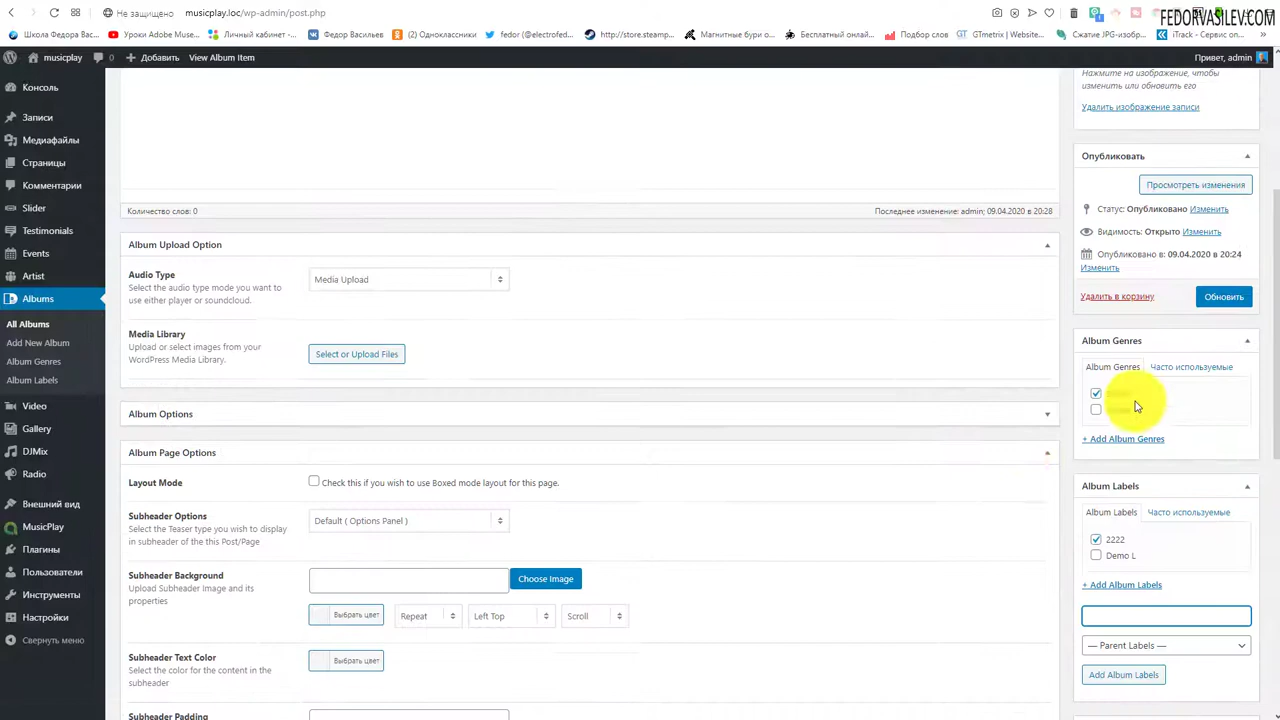 Не защищено
musicplay.loc/wp-admin/post.php
FEDORVASILEV.COM
Школа Федора Вас...
Уроки Adobe Muse...
Личный кабинет -...
Федор Васильев
(2) Одноклассники
fedor (@electrofed...
http://store.steamp...
Магнитные бури о...
Бесплатный онлай...
Подбор слов
GTmetrix | Website...
Сжатие JPG-изобр...
iTrack - Сервис оп...
musicplay
0
Добавить
View Album Item
Привет, admin
Консоль
Записи
Медиафайлы
Страницы
Комментарии
Slider
Testimonials
Events
Artist
Albums
All Albums
Add New Album
Album Genres
Album Labels
Video
Gallery
DJMix
Radio
Внешний вид
MusicPlay
Плагины
Пользователи
Инструменты
Настройки
Свернуть меню
Количество слов: 0
Последнее изменение: admin; 09.04.2020 в 20:28
Album Upload Option
Audio Type
Select the audio type mode you want to
use either player or soundcloud.
Media Upload
Media Library
Upload or select images from your
WordPress Media Library.
Select or Upload Files
Album Options
Album Page Options
Layout Mode
Check this if you wish to use Boxed mode layout for this page.
Subheader Options
Select the Teaser type you wish to display
in subheader of the this Post/Page
Default ( Options Panel )
Subheader Background
Upload Subheader Image and its
properties
Choose Image
Выбрать цвет
Repeat
Left Top
Scroll
Subheader Text Color
Select the color for the content in the
subheader
Выбрать цвет
Subheader Padding
Нажмите на изображение, чтобы
изменить или обновить его
Удалить изображение записи
Опубликовать
Просмотреть изменения
Статус: Опубликовано Изменить
Видимость: Открыто Изменить
Опубликовано в: 09.04.2020 в 20:24
Изменить
Удалить в корзину
Обновить
Album Genres
Album Genres
Часто используемые
+ Add Album Genres
Album Labels
Album Labels
Часто используемые
2222
Demo L
+ Add Album Labels
— Parent Labels —
Add Album Labels